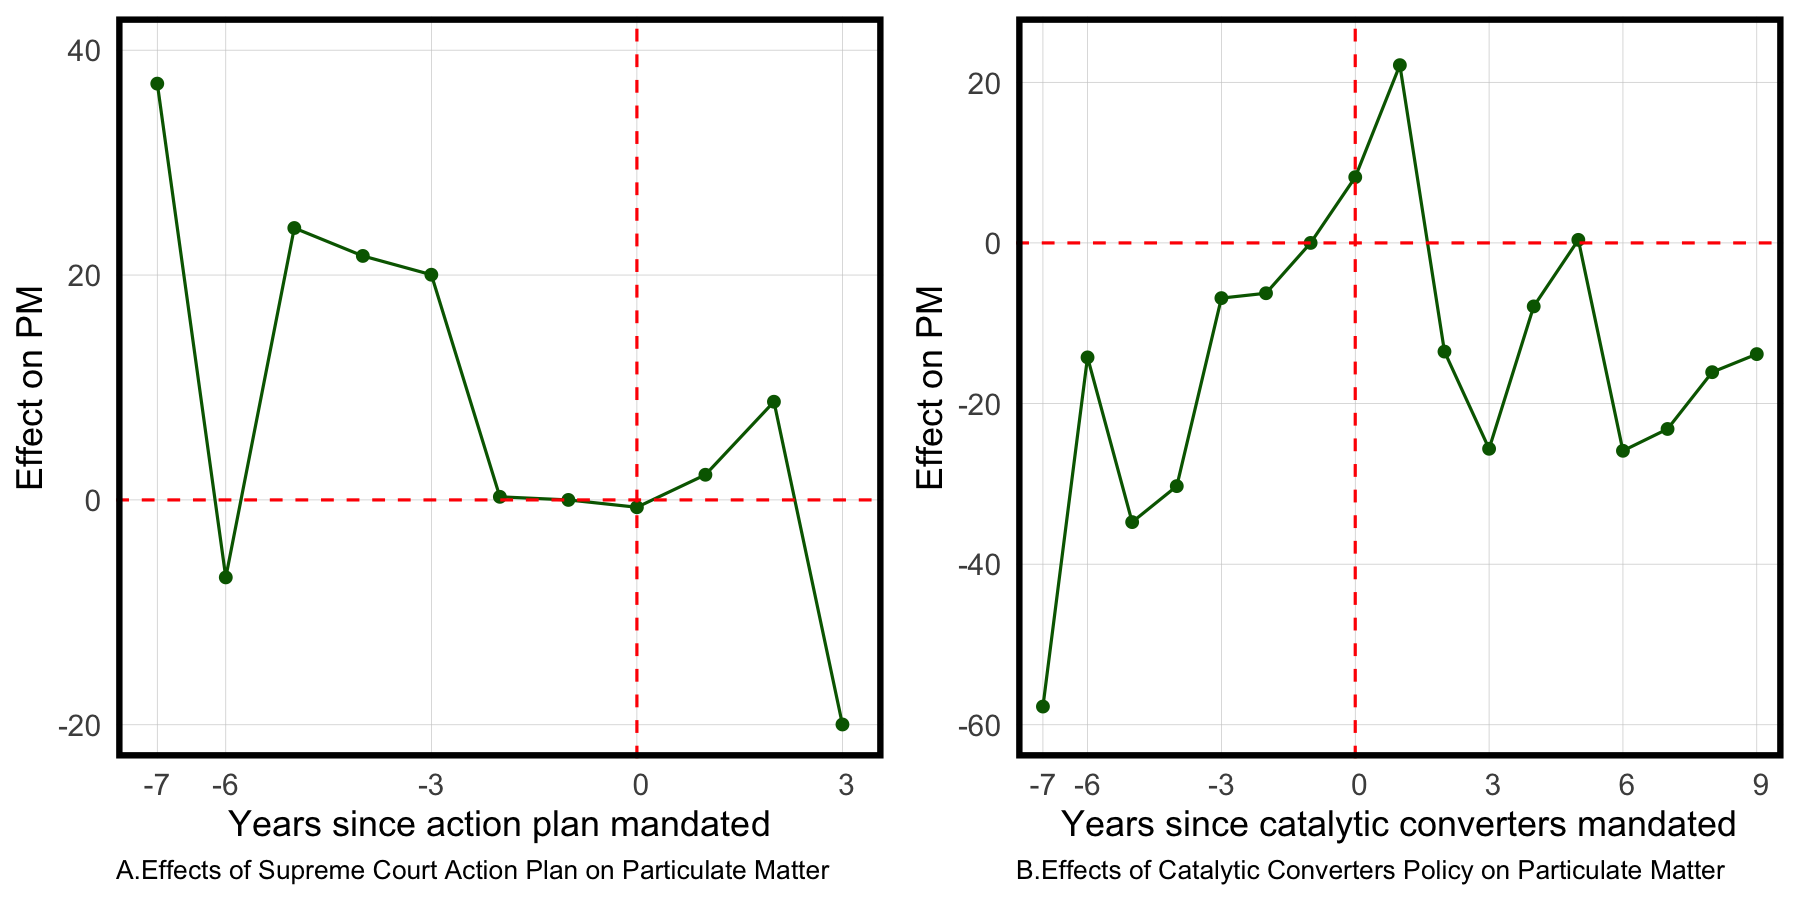 40
20
0
-20
Effect on PM
-7 -6 -3 0 3
Years since action plan mandated
A.Effects of Supreme Court Action Plan on Particulate Matter
20
0
-20
-40
-60
Effect on PM
-7 -6 -3 0 3 6 9
Years since catalytic converters mandated
B.Effects of Catalytic Converters Policy on Particulate Matter